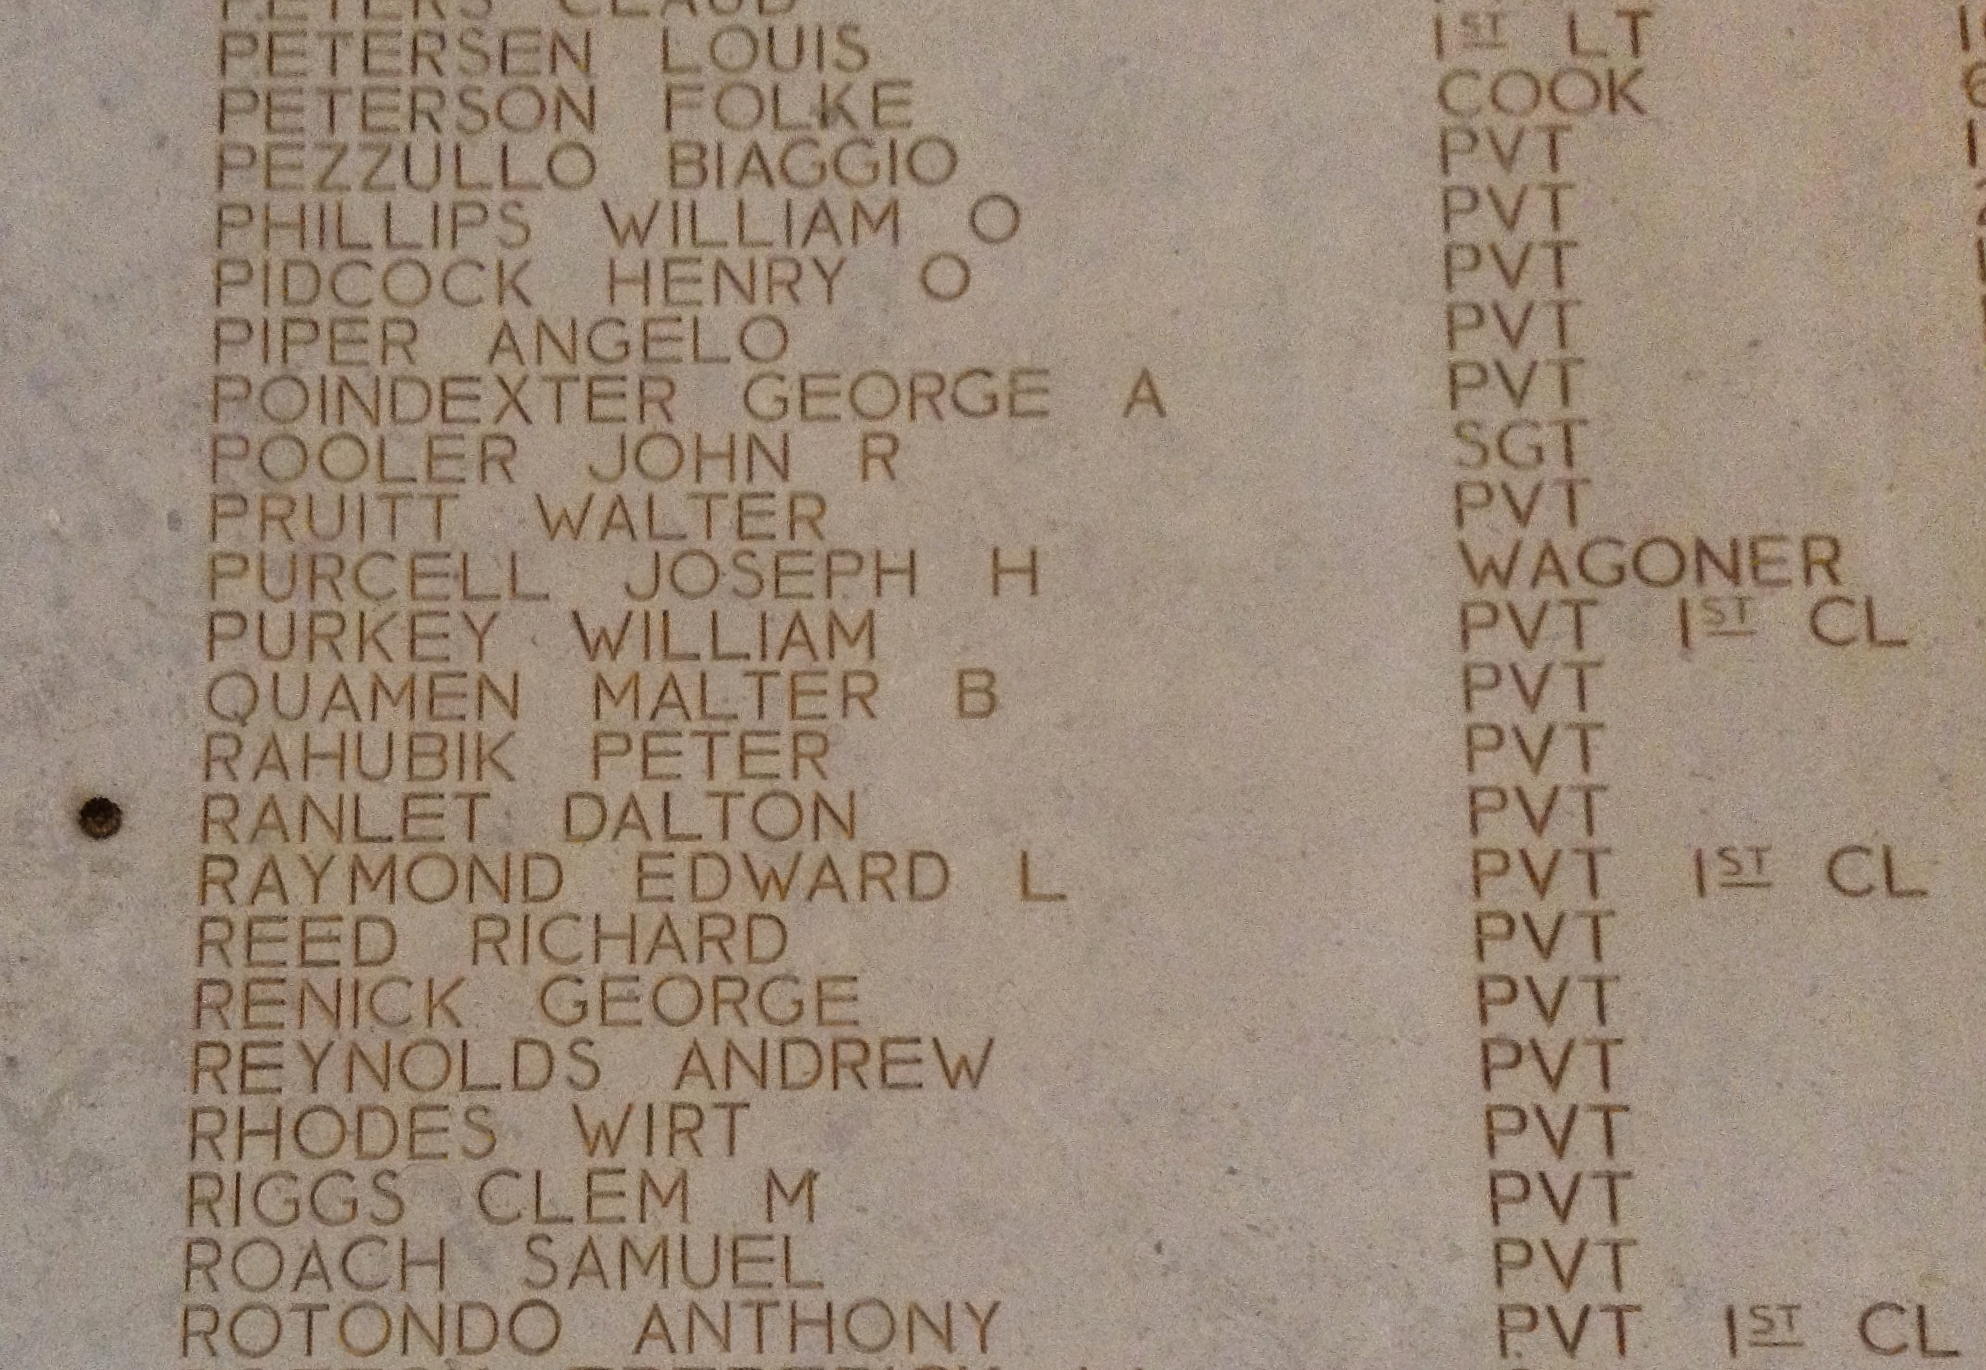 PETERS CLAUD
PETERSEN LOUIS 1ST LT
PETERSON FOLKE COOK
PEZZULLO BIAGGIO PVT
PHILLIPS WILLIAM O PVT
PIDCOCK HENRY O PVT
PIPER ANGELO PVT
POINDEXTER GEORGE A PVT
POOLER JOHN R SGT
PRUITT WALTER PVT
PURCELL JOSEPH H WAGONER
PURKEY WILLIAM PVT 1ST CL
QUAMEN MALTER B PVT
RAHUBIK PETER PVT
RANLET DALTON PVT
RAYMOND EDWARD L PVT 1ST CL
REED RICHARD PVT
RENICK GEORGE PVT
REYNOLDS ANDREW PVT
RHODES WIRT PVT
RIGGS CLEM M PVT
ROACH SAMUEL PVT
ROTONDO ANTHONY PVT 1ST CL